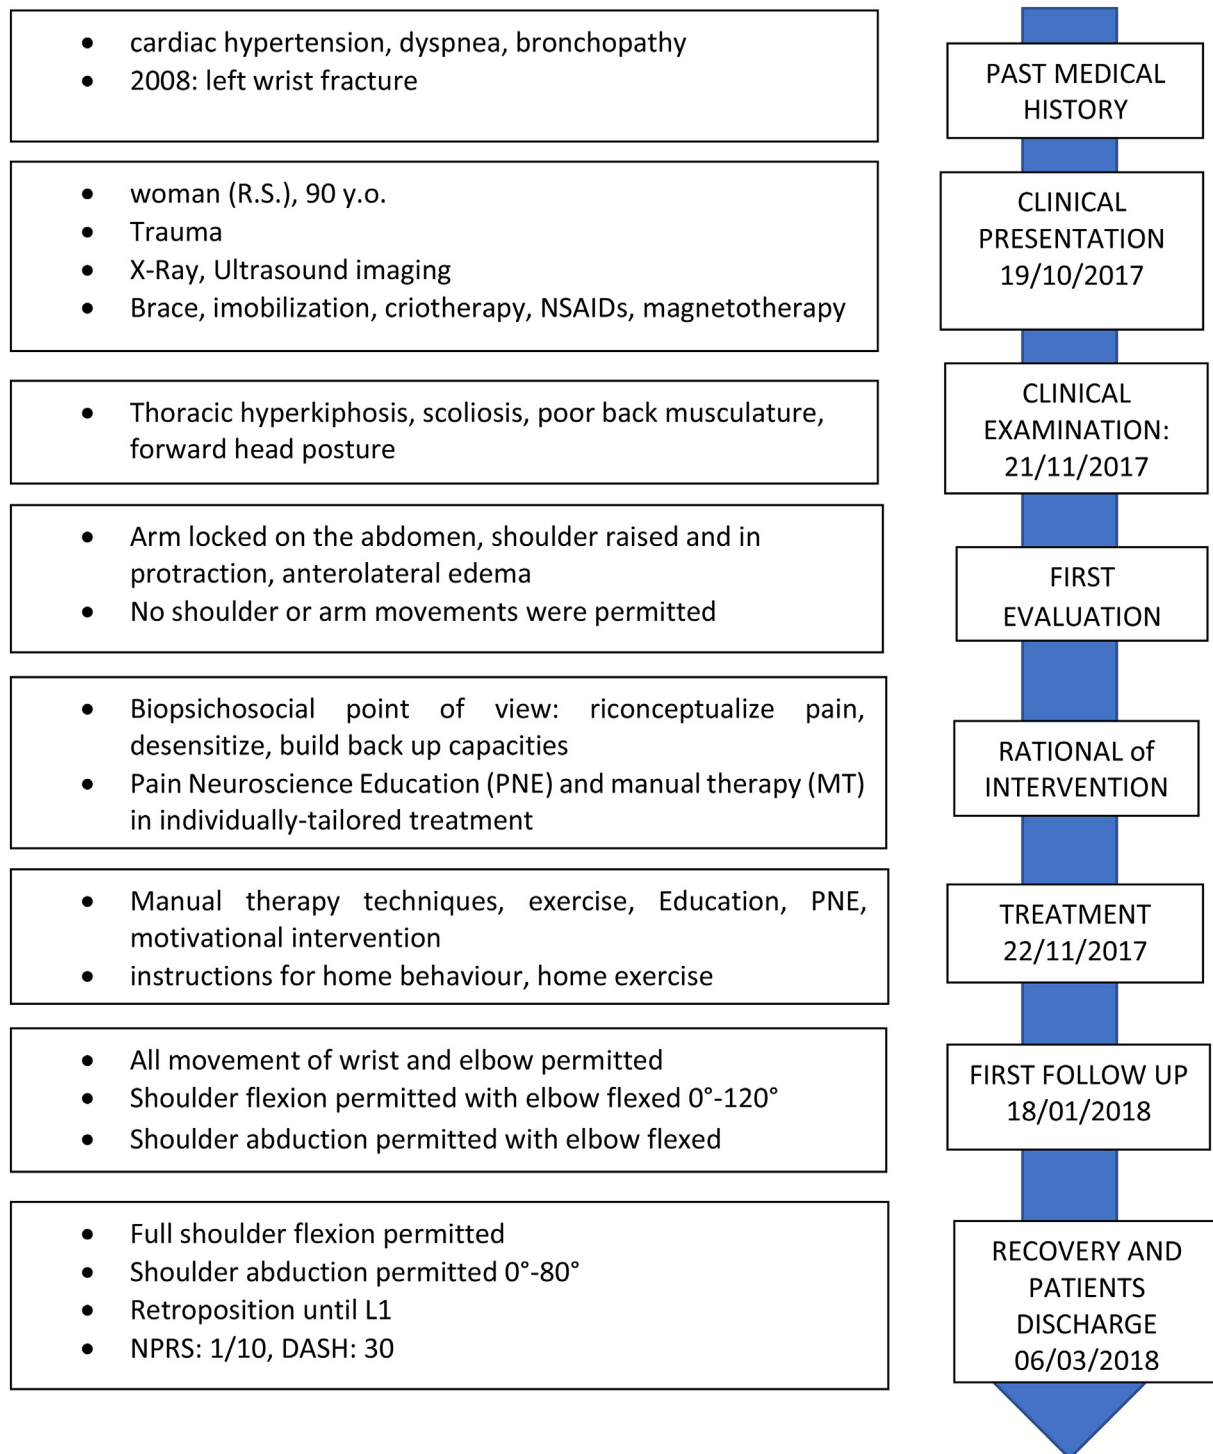 • cardiac hypertension, dyspnea, bronchopathy
• 2008: left wrist fracture
PAST MEDICAL
HISTORY
• woman (R.S.), 90 y.o.
• Trauma
• X-Ray, Ultrasound imaging
• Brace, imobilization, criotherapy, NSAIDs, magnetotherapy
CLINICAL
PRESENTATION
19/10/2017
• Thoracic hyperkiphosis, scoliosis, poor back musculature,
forward head posture
CLINICAL
EXAMINATION:
21/11/2017
• Arm locked on the abdomen, shoulder raised and in
protraction, anterolateral edema
• No shoulder or arm movements were permitted
FIRST
EVALUATION
• Biopsichosocial point of view: riconceptualize pain,
desensitize, build back up capacities
• Pain Neuroscience Education (PNE) and manual therapy (MT)
in individually-tailored treatment
RATIONAL of
INTERVENTION
• Manual therapy techniques, exercise, Education, PNE,
motivational intervention
• instructions for home behaviour, home exercise
TREATMENT
22/11/2017
• All movement of wrist and elbow permitted
• Shoulder flexion permitted with elbow flexed 0°-120°
• Shoulder abduction permitted with elbow flexed
FIRST FOLLOW UP
18/01/2018
• Full shoulder flexion permitted
• Shoulder abduction permitted 0°-80°
• Retroposition until L1
• NPRS: 1/10, DASH: 30
RECOVERY AND
PATIENTS
DISCHARGE
06/03/2018